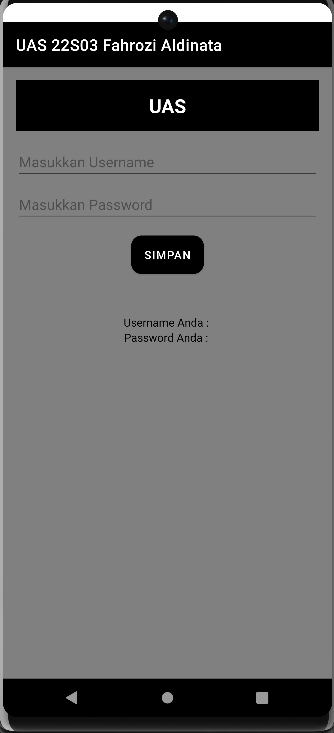 UAS 22S03 Fahrozi Aldinata
UAS
Masukkan Username
Masukkan Password
SIMPAN
Username Anda :
Password Anda :